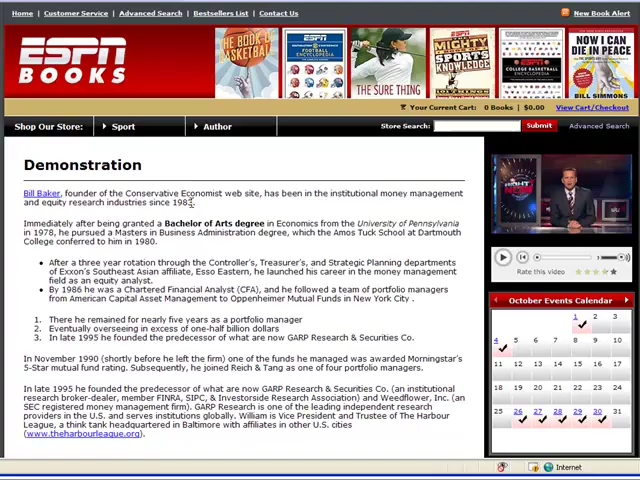 Home | Customer Service | Advanced Search | Bestsellers List | Contact Us
New Book Alert
ESPN
BOOKS
THE BOOK OF BASKETBALL
FOOTBALL
ENCYCLOPEDIA
THE SURE THING
MIGHTY
BOOK OF
SPORTS
KNOWLEDGE
ESPN
COLLEGE BASKETBALL
ENCYCLOPEDIA
NOW I CAN
DIE IN PEACE
BILL SIMMONS
Your Current Cart: 0 Books | $0.00 View Cart/Checkout
Shop Our Store: Sport Author Store Search: Submit Advanced Search
Demonstration
Bill Baker, founder of the Conservative Economist web site, has been in the institutional money management
and equity research industries since 1983.
Immediately after being granted a Bachelor of Arts degree in Economics from the University of Pennsylvania
in 1978, he pursued a Masters in Business Administration degree, which the Amos Tuck School at Dartmouth
College conferred to him in 1980.
• After a three year rotation through the Controller's, Treasurer's, and Strategic Planning departments
of Exxon's Southeast Asian affiliate, Esso Eastern, he launched his career in the money management
field as an equity analyst.
• By 1986 he was a Chartered Financial Analyst (CFA), and he followed a team of portfolio managers
from American Capital Asset Management to Oppenheimer Mutual Funds in New York City .
1. There he remained for nearly five years as a portfolio manager
2. Eventually overseeing in excess of one-half billion dollars
3. In late 1995 he founded the predecessor of what are now GARP Research & Securities Co.
In November 1990 (shortly before he left the firm) one of the funds he managed was awarded Morningstar's
5-Star mutual fund rating. Subsequently, he joined Reich & Tang as one of four portfolio managers.
In late 1995 he founded the predecessor of what are now GARP Research & Securities Co. (an institutional
research broker-dealer, member FINRA, SIPC, & Investorside Research Association) and Weedflower, Inc. (an
SEC registered money management firm). GARP Research is one of the leading independent research
providers in the U.S. and serves institutions globally. William is Vice President and Trustee of The Harbour
League, a think tank headquartered in Baltimore with affiliates in other U.S. cities
(www.theharbourleague.org).
RIGHT NOW
Rate this video
October Events Calendar
1 2 3
4 5 6 7 8 9 10
11 12 13 14 15 16 17
18 19 20 21 22 23 24
25 26 27 28 29 30 31
Internet